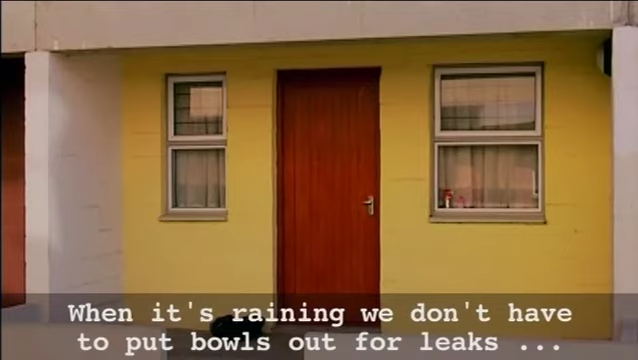 When it's raining we don't have
to put bowls out for leaks ...